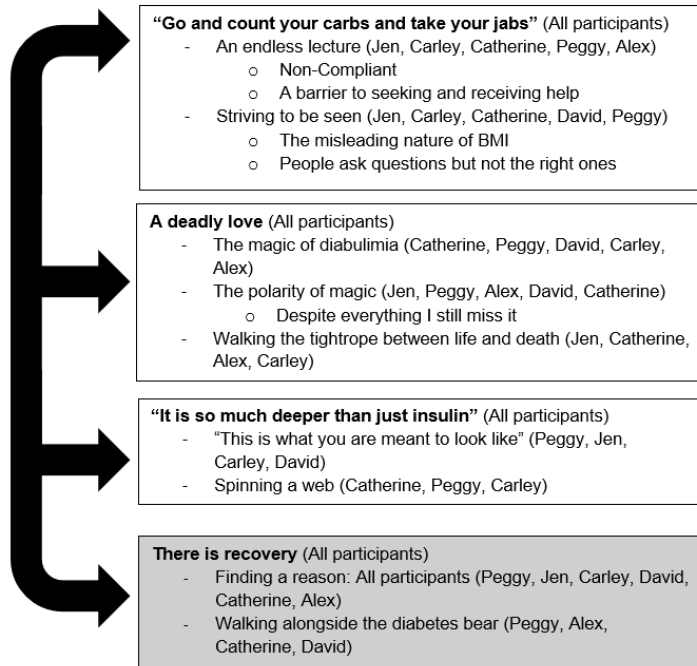 “Go and count your carbs and take your jabs” (All participants)
- An endless lecture (Jen, Carley, Catherine, Peggy, Alex)
o Non-Compliant
o A barrier to seeking and receiving help
- Striving to be seen (Jen, Carley, Catherine, David, Peggy)
o The misleading nature of BMI
o People ask questions but not the right ones
A deadly love (All participants)
- The magic of diabulimia (Catherine, Peggy, David, Carley,
Alex)
- The polarity of magic (Jen, Peggy, Alex, David, Catherine)
o Despite everything I still miss it
- Walking the tightrope between life and death (Jen, Catherine,
Alex, Carley)
“It is so much deeper than just insulin” (All participants)
- “This is what you are meant to look like” (Peggy, Jen,
Carley, David)
- Spinning a web (Catherine, Peggy, Carley)
There is recovery (All participants)
- Finding a reason: All participants (Peggy, Jen, Carley, David,
Catherine, Alex)
- Walking alongside the diabetes bear (Peggy, Alex,
Catherine, David)